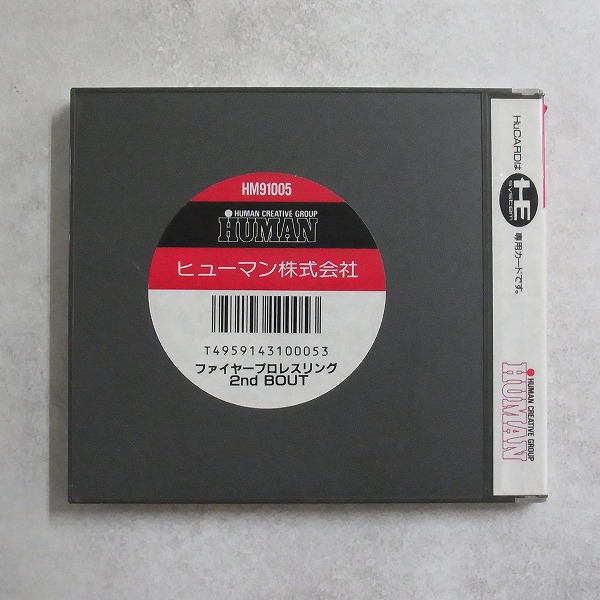 HM91005
HUMAN CREATIVE GROUP
HUMAN
ヒューマン株式会社
T4959143100053
ファイヤープロレスリング
2nd BOUT
HuCARDは
HE
system
専用カードです。
HUMAN CREATIVE GROUP
HUMAN